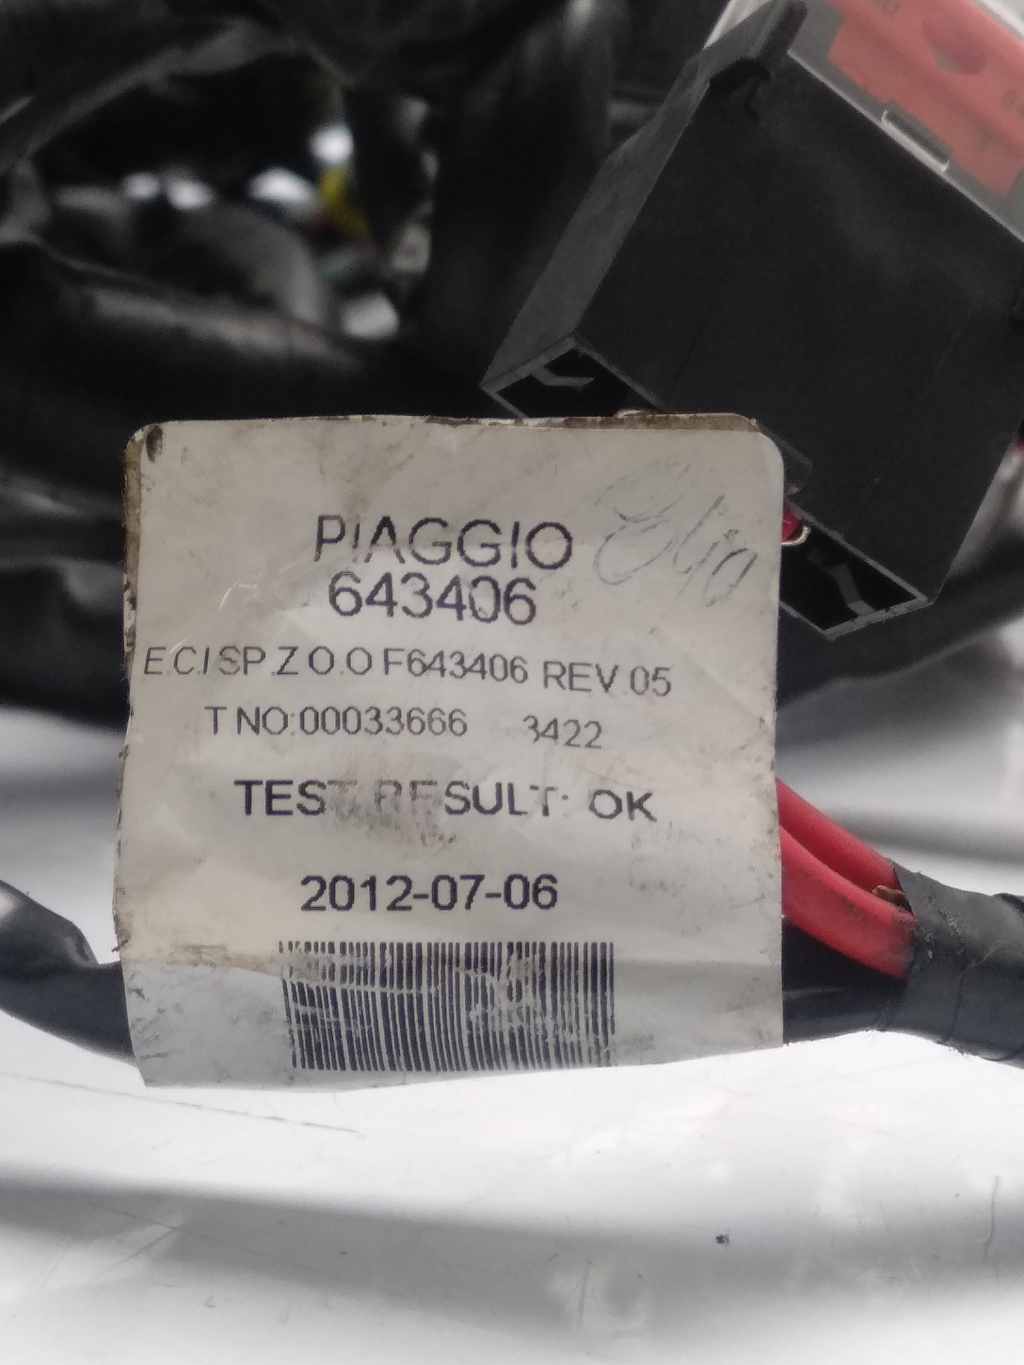 PIAGGIO
643406
E.C.I SP. Z O.O F643406 REV 05
T NO:00033666 3422
TEST RESULT: OK
2012-07-06